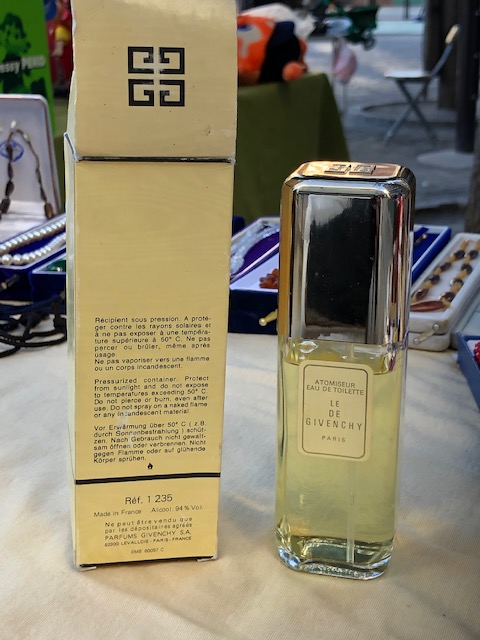 Récipient sous pression. A proté-
ger contre les rayons solaires et
à ne pas exposer à une tempéra-
ture supérieure à 50° C. Ne pas
percer ou brûler, même après
usage.
Ne pas vaporiser vers une flamme
ou un corps incandescent.
Pressurized container. Protect
from sunlight and do not expose
to temperatures exceeding 50° C.
Do not pierce or burn, even after
use. Do not spray on a naked flame
or any incandescent material.
Vor Erwärmung über 50° C (z.B.
durch Sonnenbestrahlung) schüt-
zen. Nach Gebrauch nicht gewalt-
sam öffnen oder verbrennen. Nicht
gegen Flamme oder auf glühende
Körper sprühen.
Réf. 1 235
Made in France Alcool 94% Vol.
Ne peut être vendu que
par les dépositaires agréés
PARFUMS GIVENCHY S.A.
92300 LEVALLOIS - PARIS - FRANCE
EMB 60057 C
ATOMISEUR
EAU DE TOILETTE
LE
DE
GIVENCHY
PARIS